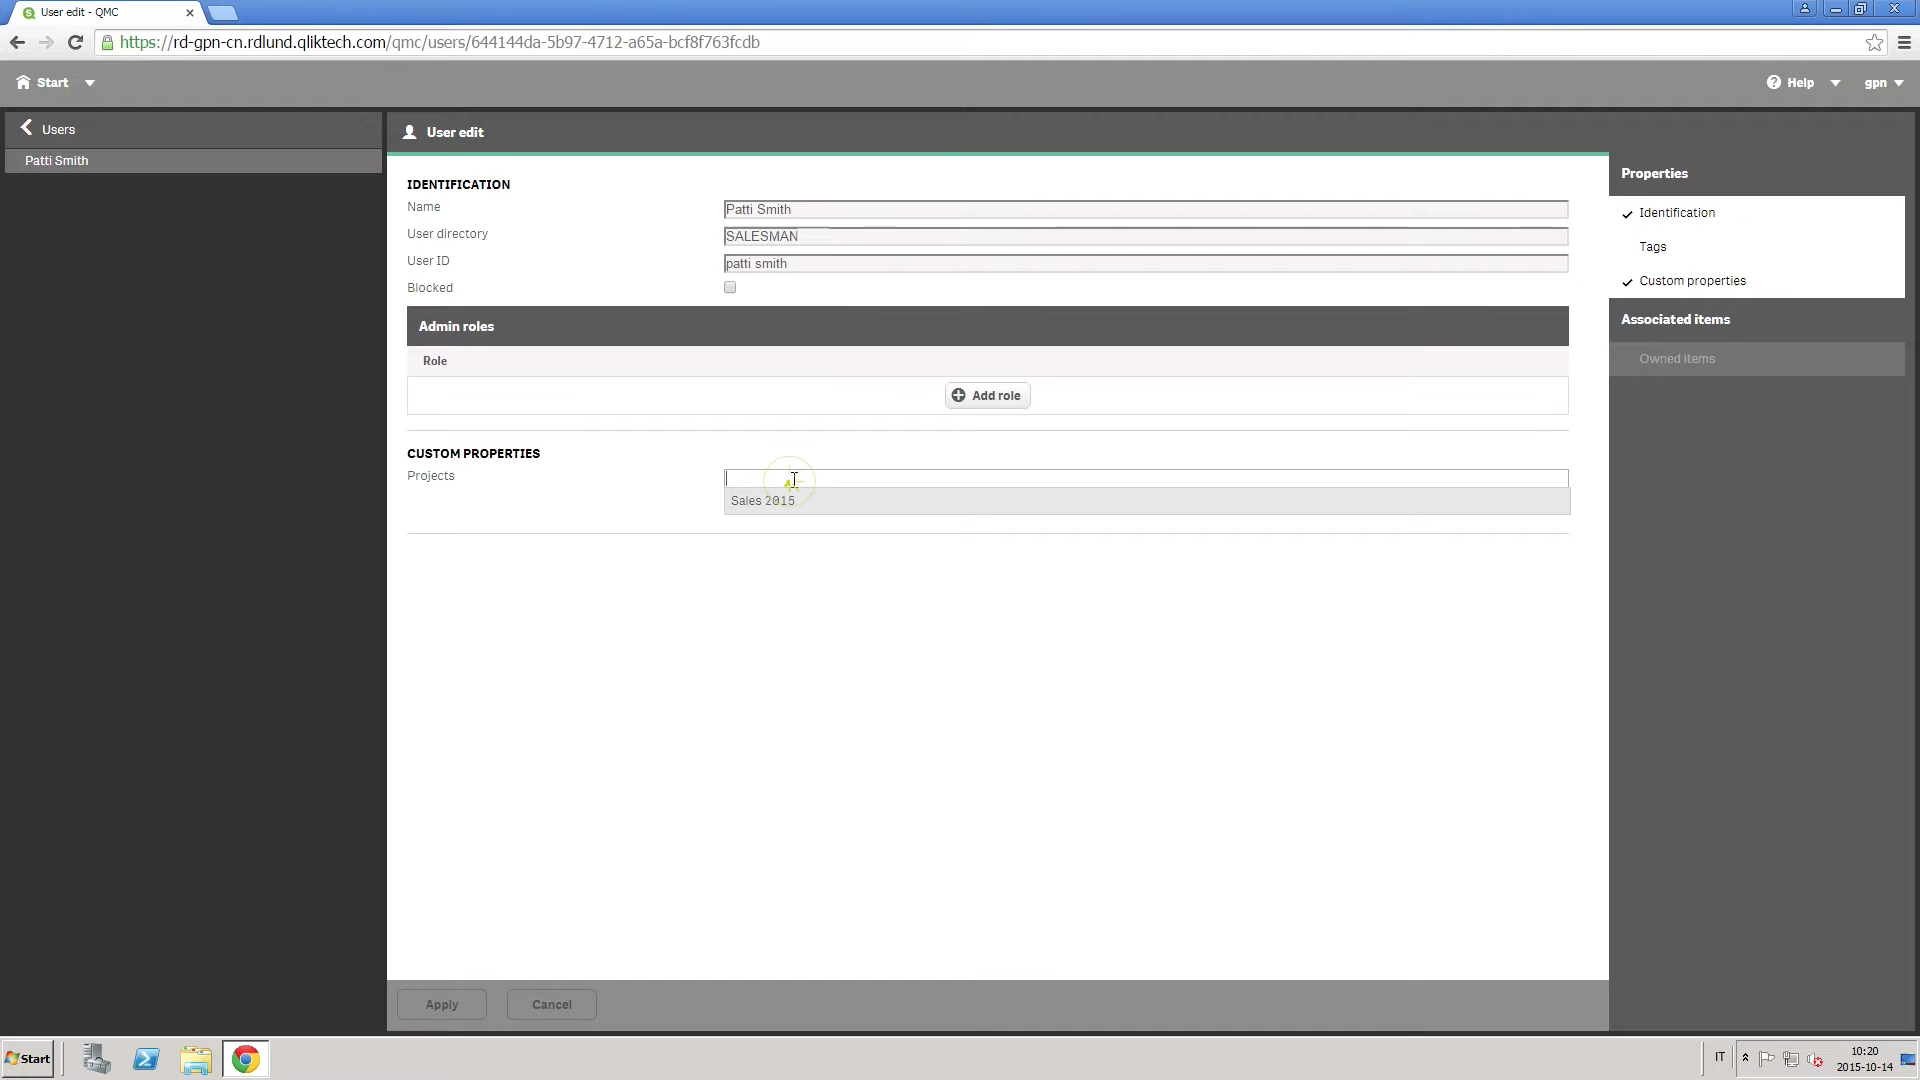 User edit - QMC
https://rd-gpn-cn.rdlund.qliktech.com/qmc/users/644144da-5b97-4712-a65a-bcf8f763fcdb
Start
Help
gpn
Users
Patti Smith
User edit
IDENTIFICATION
Name
Patti Smith
User directory
SALESMAN
User ID
patti smith
Blocked
Admin roles
Role
Add role
CUSTOM PROPERTIES
Projects
Sales 2015
Properties
Identification
Tags
Custom properties
Associated items
Owned items
Apply
Cancel
Start
IT
10:20
2015-10-14